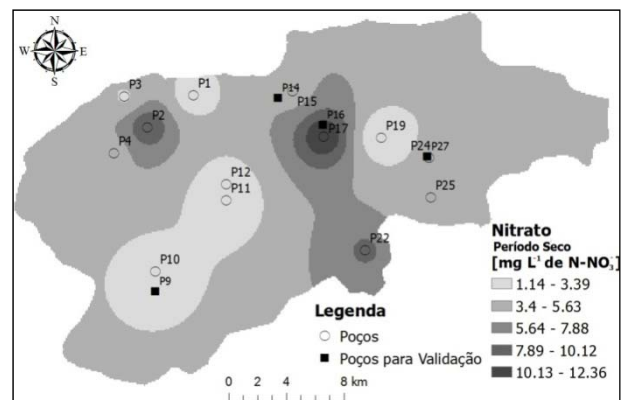 N
W E
S
P3
P1
P14
P15
P2
P16
P17
P4
P19
P24 P27
P12
P11
P25
P22
P10
P9
Nitrato
Período Seco
[mg L⁻¹ de N-NO₃⁻]
1.14 - 3.39
3.4 - 5.63
5.64 - 7.88
7.89 - 10.12
10.13 - 12.36
Legenda
Poços
Poços para Validação
0 2 4 8 km